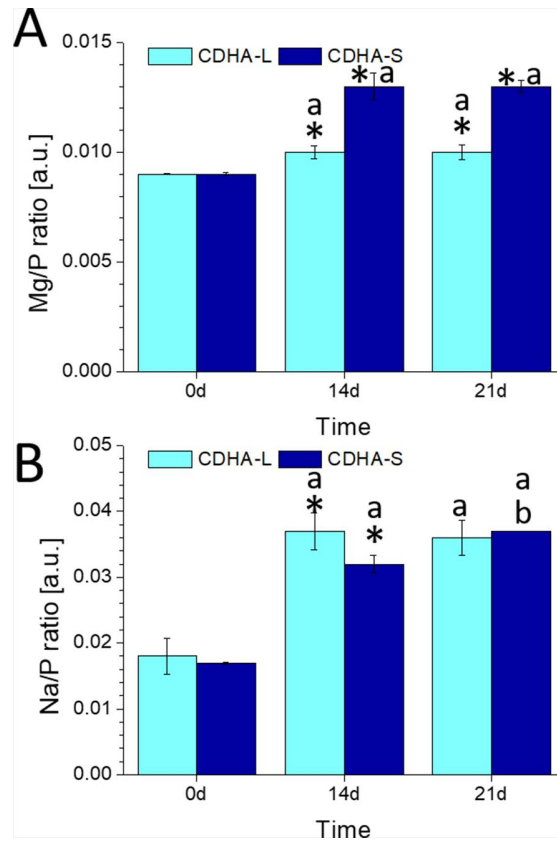 A
CDHA-L CDHA-S
Mg/P ratio [a.u.]
0.015
0.010
0.005
0.000
a
*
*a
a
*
*a
0d 14d 21d
Time
B
CDHA-L CDHA-S
Na/P ratio [a.u.]
0.05
0.04
0.03
0.02
0.01
0.00
a
*
a
*
a
a
b
0d 14d 21d
Time